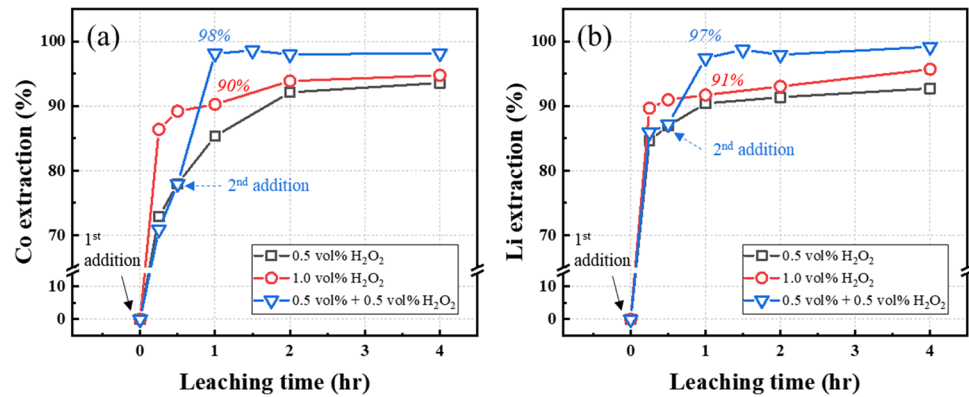 (a)
98%
90%
2nd addition
1st
addition
0.5 vol% H2O2
1.0 vol% H2O2
0.5 vol% + 0.5 vol% H2O2
100
90
80
70
10
0
Co extraction (%)
0
1
2
3
4
Leaching time (hr)
(b)
97%
91%
2nd addition
1st
addition
0.5 vol% H2O2
1.0 vol% H2O2
0.5 vol% + 0.5 vol% H2O2
100
90
80
70
10
0
Li extraction (%)
0
1
2
3
4
Leaching time (hr)